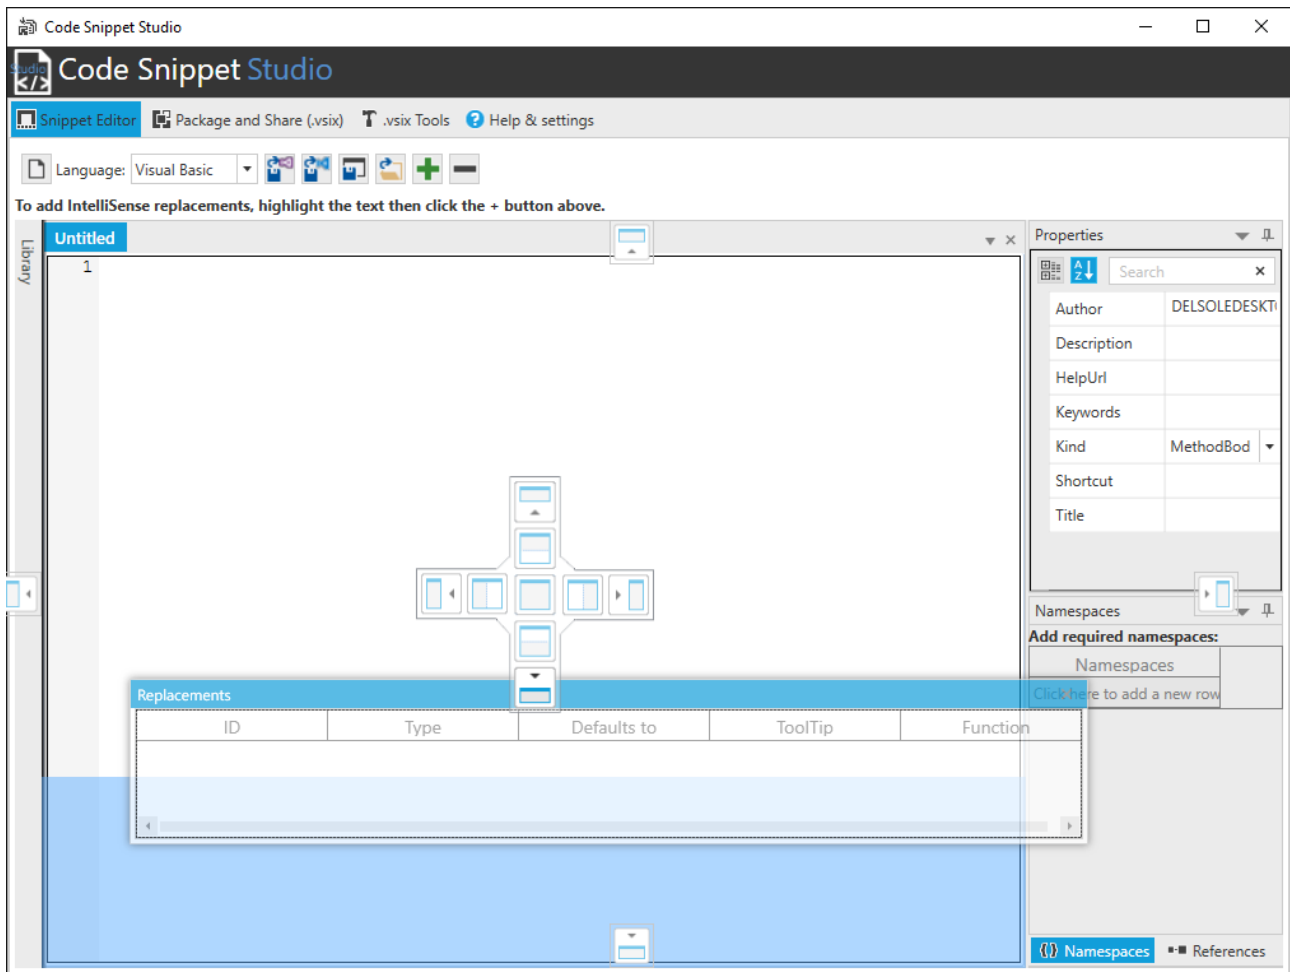 Code Snippet Studio
Studio
Code Snippet Studio
Snippet Editor
Package and Share (.vsix)
.vsix Tools
Help & settings
Language:
Visual Basic
To add IntelliSense replacements, highlight the text then click the + button above.
Library
Untitled
1
Properties
Search
Author
DELSOLEDESKT
Description
HelpUrl
Keywords
Kind
MethodBod
Shortcut
Title
Namespaces
Add required namespaces:
Namespaces
Click here to add a new row
Replacements
ID
Type
Defaults to
ToolTip
Function
Namespaces
References